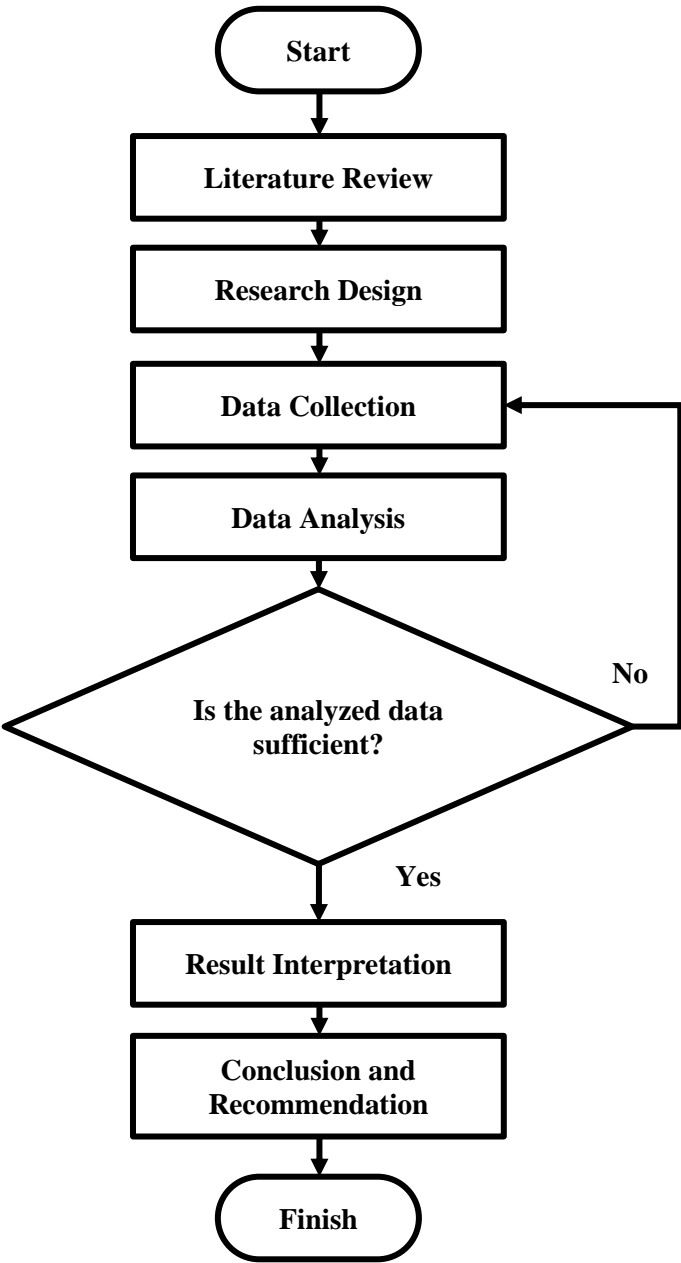 Start
Literature Review
Research Design
Data Collection
Data Analysis
No
Is the analyzed data
sufficient?
Yes
Result Interpretation
Conclusion and
Recommendation
Finish